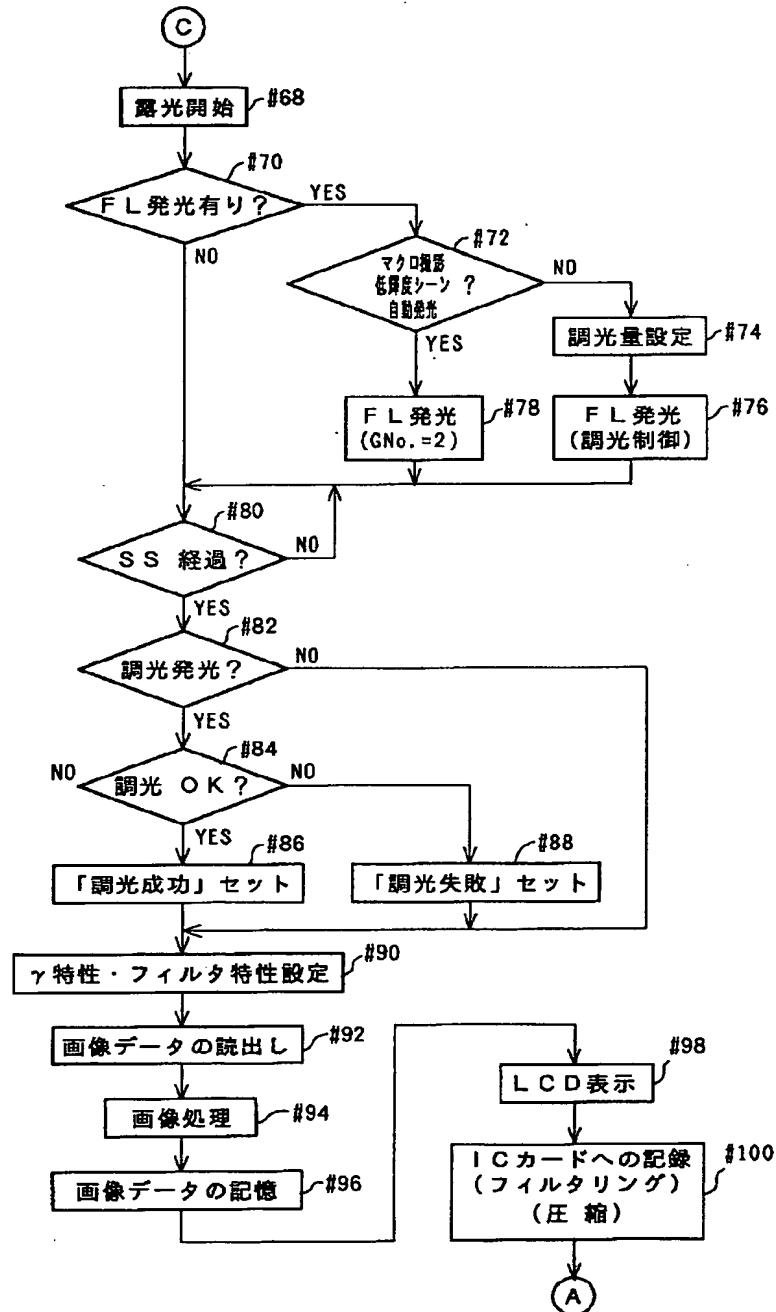 C
露光開始
#68
#70
FL発光有り?
YES
NO
#72
マクロ撮影
低輝度シーン ?
自動発光
NO
YES
調光量設定
#74
FL発光
(GNo.=2)
#78
FL発光
(調光制御)
#76
#80
SS 経過?
NO
YES
#82
調光発光?
NO
YES
#84
NO
調光 OK?
NO
YES
#86
「調光成功」セット
#88
「調光失敗」セット
γ特性・フィルタ特性設定
#90
画像データの読出し
#92
画像処理
#94
画像データの記憶
#96
LCD表示
#98
ICカードへの記録
(フィルタリング)
(圧縮)
#100
A